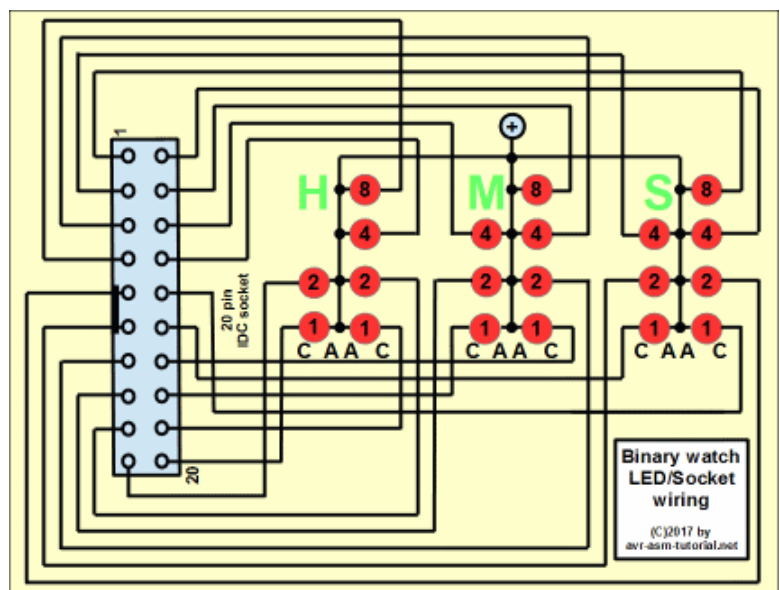 1
+
H
M
S
8
8
8
4
4
4
4
4
2
2
2
2
2
2
1
1
1
1
1
1
C A A C
C A A C
C A A C
20 pin
IDC socket
20
Binary watch
LED/Socket
wiring
(C)2017 by
avr-asm-tutorial.net